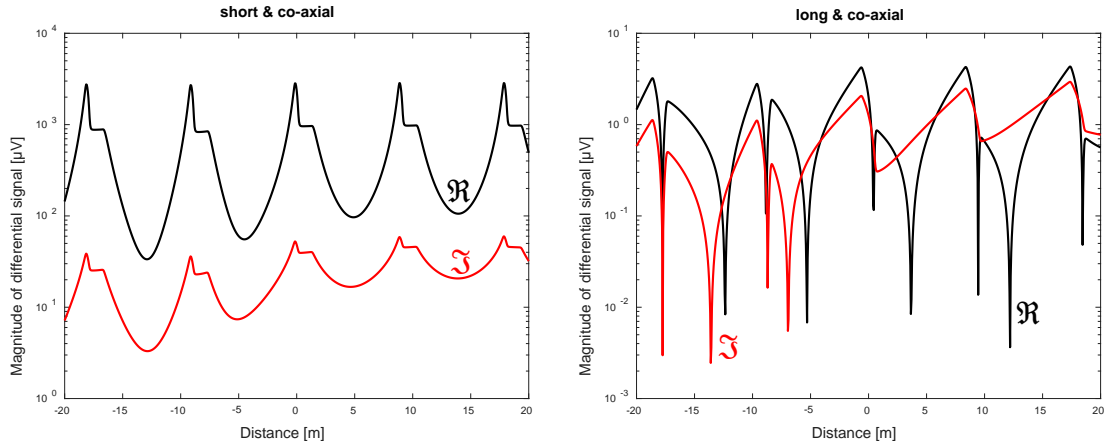 short & co-axial
Magnitude of differential signal [µV]
10^4
10^3
10^2
10^1
10^0
ℜ
ℑ
-20 -15 -10 -5 0 5 10 15 20
Distance [m]
long & co-axial
Magnitude of differential signal [µV]
10^1
10^0
10^-1
10^-2
10^-3
ℑ
ℜ
-20 -15 -10 -5 0 5 10 15 20
Distance [m]